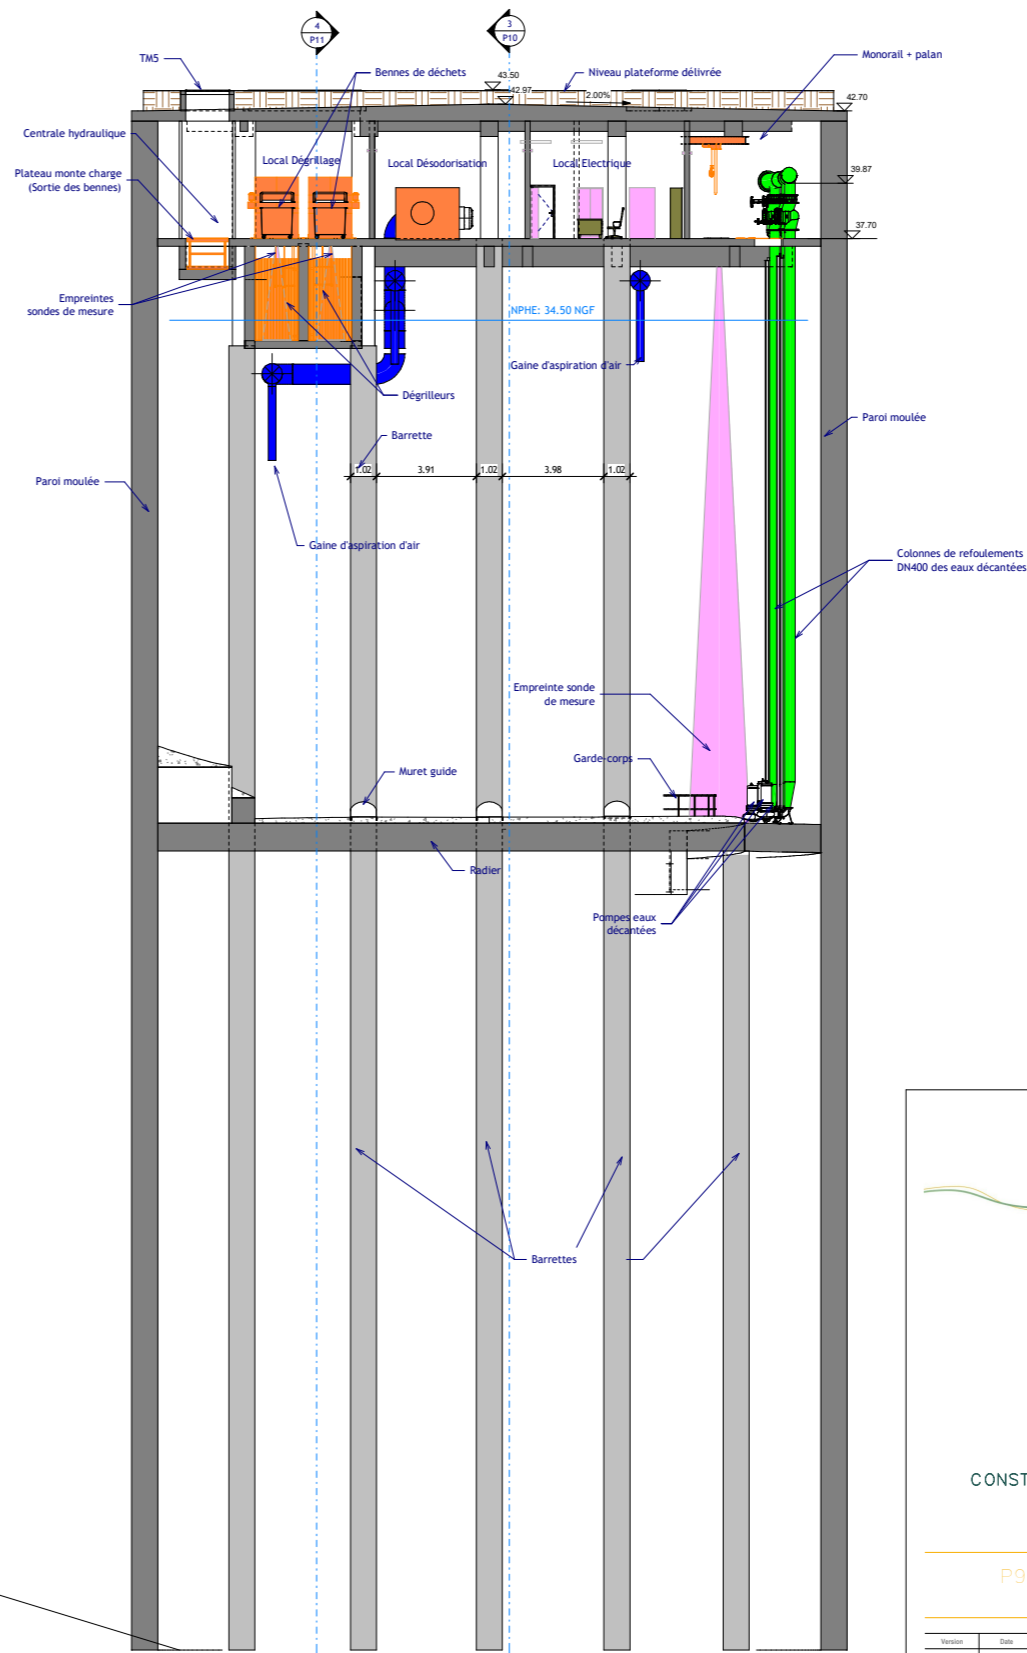 4
P11
3
P10
TM5
Bennes de déchets
43.50
Niveau plateforme délivrée
Monorail + palan
42.97
2.00%
42.70
Centrale hydraulique
Local Dégrillage
Local Désodorisation
Local Electrique
Plateau monte charge
(Sortie des bennes)
39.87
37.70
Empreintes
sondes de mesure
NPHE: 34.50 NGF
Gaine d'aspiration d'air
Dégrilleurs
Paroi moulée
Barrette
1.02
3.91
1.02
3.98
1.02
Paroi moulée
Gaine d'aspiration d'air
Colonnes de refoulements
DN400 des eaux décantées
Empreinte sonde
de mesure
Garde-corps
Muret guide
Radier
Pompes eaux
décantées
Barrettes
CONST
P9
Version
Date